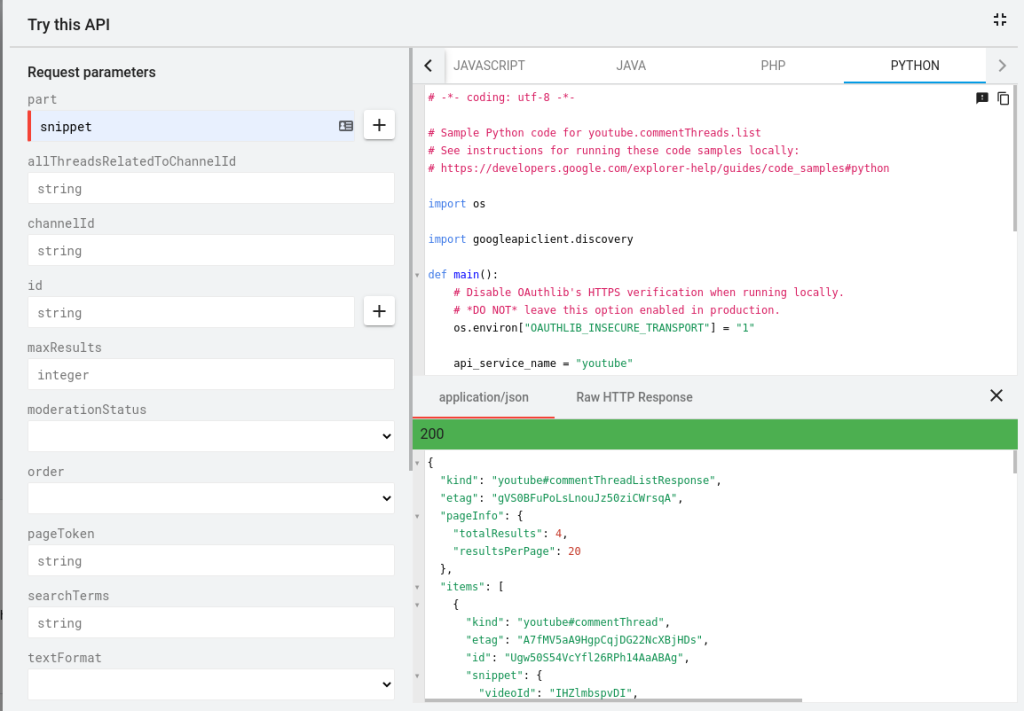 Try this API
Request parameters
part
snippet
+
allThreadsRelatedToChannelId
string
channelId
string
id
string
+
maxResults
integer
moderationStatus
order
pageToken
string
searchTerms
string
textFormat
JAVASCRIPT JAVA PHP PYTHON
# -*- coding: utf-8 -*-
# Sample Python code for youtube.commentThreads.list
# See instructions for running these code samples locally:
# https://developers.google.com/explorer-help/guides/code_samples#python
import os
import googleapiclient.discovery
def main():
# Disable OAuthlib's HTTPS verification when running locally.
# *DO NOT* leave this option enabled in production.
os.environ["OAUTHLIB_INSECURE_TRANSPORT"] = "1"
api_service_name = "youtube"
application/json Raw HTTP Response
200
{
"kind": "youtube#commentThreadListResponse",
"etag": "gVS0BFuPoLsLnouJz50ziCWrsqA",
"pageInfo": {
"totalResults": 4,
"resultsPerPage": 20
},
"items": [
{
"kind": "youtube#commentThread",
"etag": "A7fMV5aA9HgpCqjDG22NcXBjHDs",
"id": "Ugw50S54VcYfl26RPh14AaABAg",
"snippet": {
"videoId": "IHZlmbspvDI",